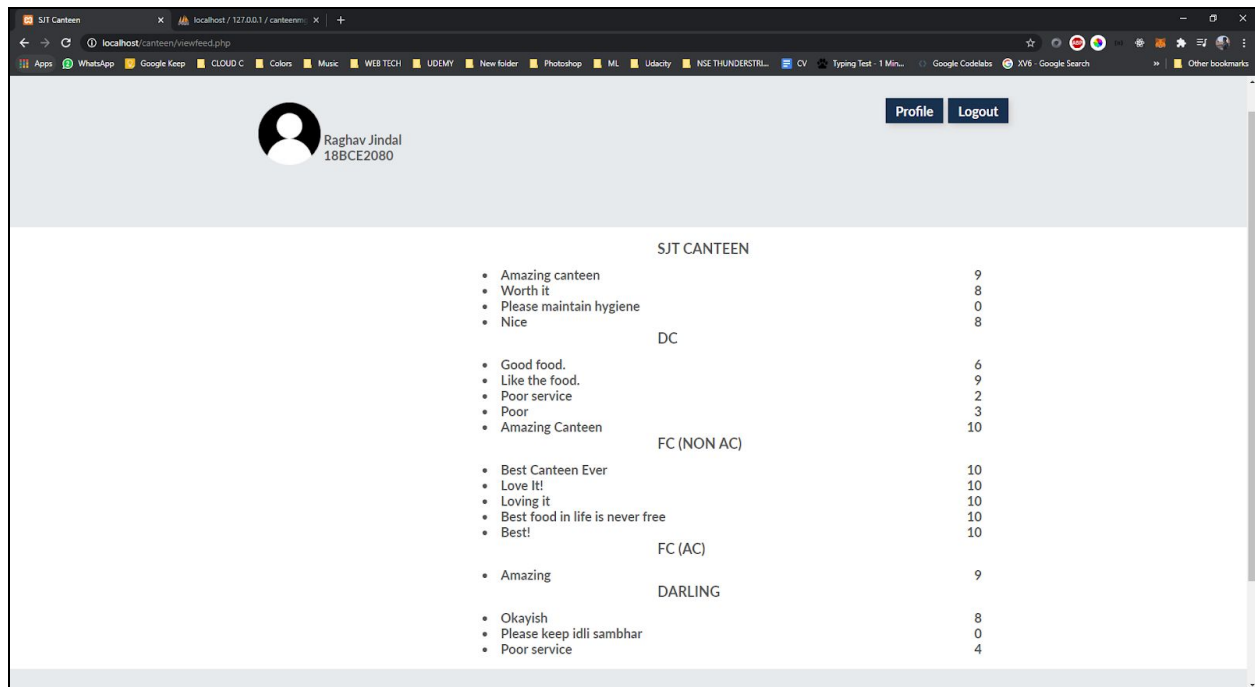 SJT Canteen
localhost / 127.0.0.1 / canteenm
localhost/canteen/viewfeed.php
Apps WhatsApp Google Keep CLOUD C Colors Music WEB TECH UDEMY New folder Photoshop ML Udacity NSE THUNDERSTRI... CV Typing Test - 1 Min... Google Codelabs XV6 - Google Search » Other bookmarks
Profile Logout
Raghav Jindal
18BCE2080
SJT CANTEEN
• Amazing canteen 9
• Worth it 8
• Please maintain hygiene 0
• Nice 8
DC
• Good food. 6
• Like the food. 9
• Poor service 2
• Poor 3
• Amazing Canteen 10
FC (NON AC)
• Best Canteen Ever 10
• Love It! 10
• Loving it 10
• Best food in life is never free 10
• Best! 10
FC (AC)
• Amazing 9
DARLING
• Okayish 8
• Please keep idli sambhar 0
• Poor service 4